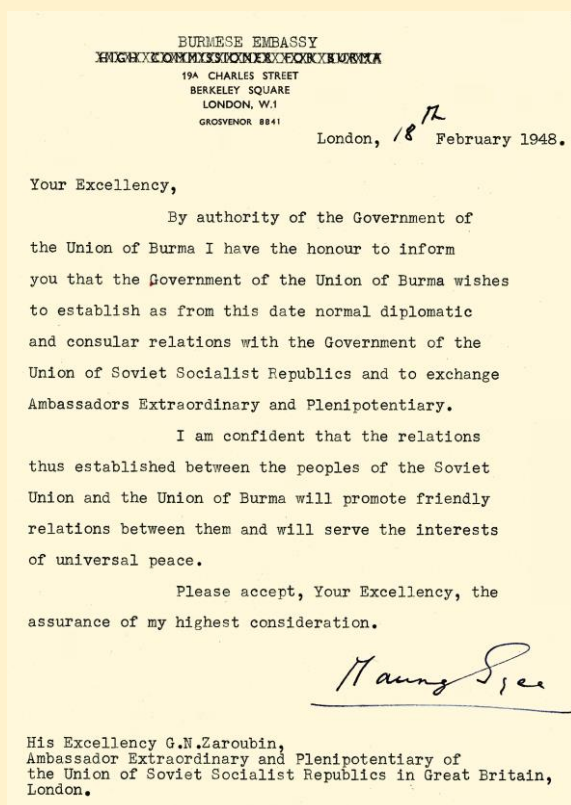 BURMESE EMBASSY
HIGH COMMISSIONER FOR BURMA
19A CHARLES STREET
BERKELEY SQUARE
LONDON, W.1
GROSVENOR 8841
London, 18th February 1948.
Your Excellency,
By authority of the Government of
the Union of Burma I have the honour to inform
you that the Government of the Union of Burma wishes
to establish as from this date normal diplomatic
and consular relations with the Government of the
Union of Soviet Socialist Republics and to exchange
Ambassadors Extraordinary and Plenipotentiary.
I am confident that the relations
thus established between the peoples of the Soviet
Union and the Union of Burma will promote friendly
relations between them and will serve the interests
of universal peace.
Please accept, Your Excellency, the
assurance of my highest consideration.
Maung Gyee
His Excellency G.N.Zaroubin,
Ambassador Extraordinary and Plenipotentiary of
the Union of Soviet Socialist Republics in Great Britain,
London.